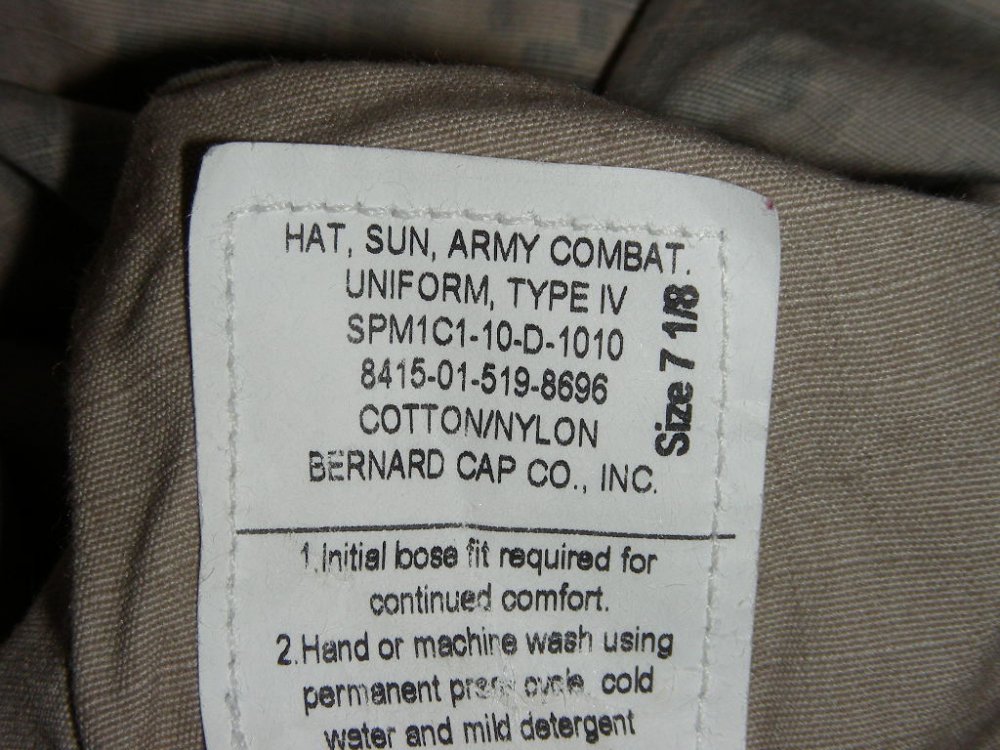 HAT, SUN, ARMY COMBAT.
UNIFORM, TYPE IV
SPM1C1-10-D-1010
8415-01-519-8696
COTTON/NYLON
BERNARD CAP CO., INC.
Size 7 1/8
1.Initial bose fit required for
continued comfort.
2.Hand or machine wash using
permanent press cycle, cold
water and mild detergent